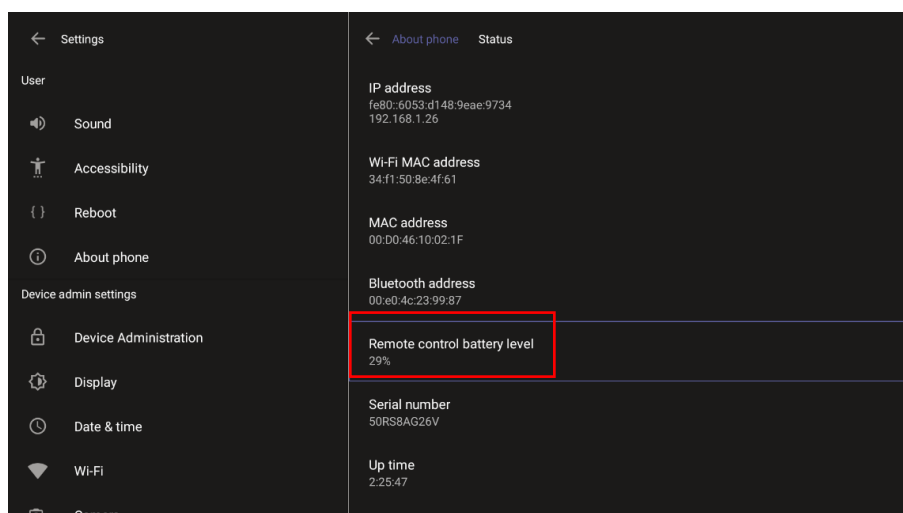 Settings
User
Sound
Accessibility
Reboot
About phone
Device admin settings
Device Administration
Display
Date & time
Wi-Fi
About phone Status
IP address
fe80::6053:d148:9eae:9734
192.168.1.26
Wi-Fi MAC address
34:f1:50:8e:4f:61
MAC address
00:D0:46:10:02:1F
Bluetooth address
00:e0:4c:23:99:87
Remote control battery level
29%
Serial number
50RS8AG26V
Up time
2:25:47